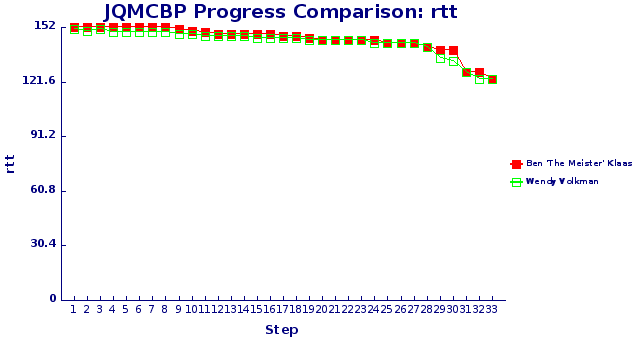 JQMCBP Progress Comparison: rtt
152
121.6
91.2
60.8
30.4
0
rtt
1 2 3 4 5 6 7 8 9 10 11 12 13 14 15 16 17 18 19 20 21 22 23 24 25 26 27 28 29 30 31 32 33
Step
Ben 'The Meister' Klaas
Wendy Volkman